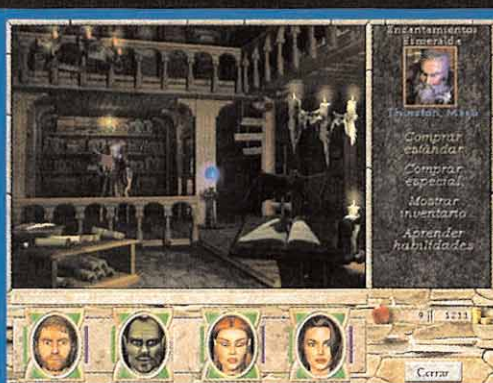 Encantamientos
Esmeralda
Comprar
estándar
Comprar
especial
Mostrar
inventario
Aprender
habilidades
Cerrar